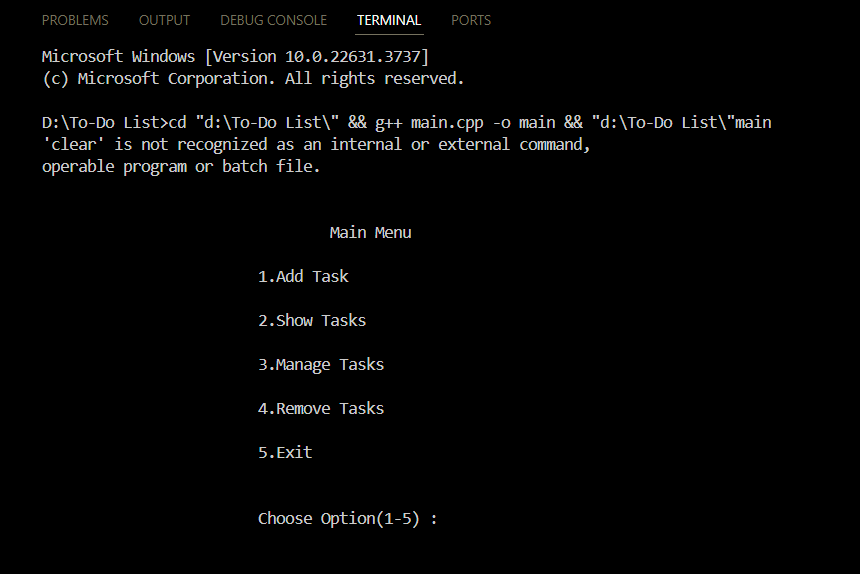 PROBLEMS OUTPUT DEBUG CONSOLE TERMINAL PORTS
Microsoft Windows [Version 10.0.22631.3737]
(c) Microsoft Corporation. All rights reserved.
D:\To-Do List>cd "d:\To-Do List\" && g++ main.cpp -o main && "d:\To-Do List\"main
'clear' is not recognized as an internal or external command,
operable program or batch file.
Main Menu
1.Add Task
2.Show Tasks
3.Manage Tasks
4.Remove Tasks
5.Exit
Choose Option(1-5) :